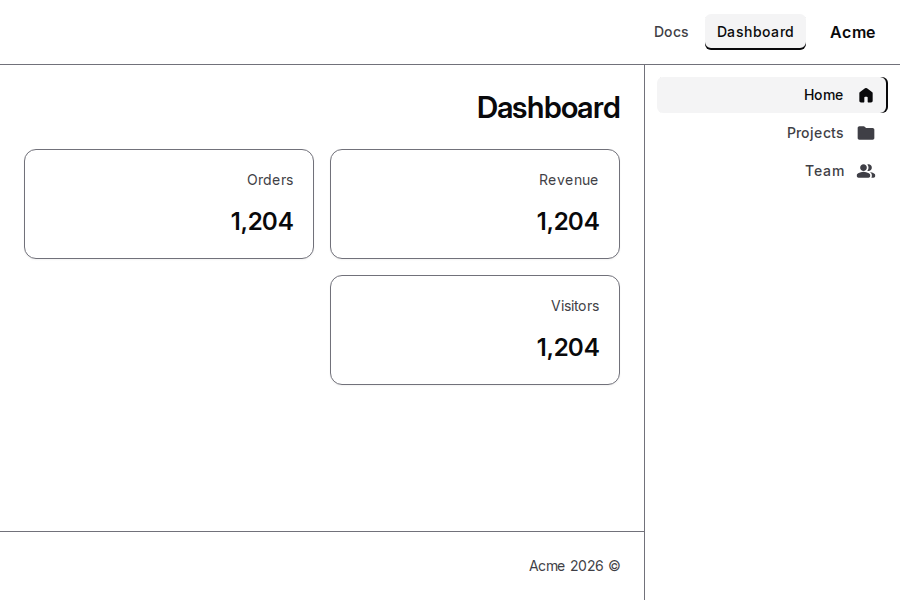 Acme
Dashboard
Docs
Home
Projects
Team
Dashboard
Revenue
1,204
Orders
1,204
Visitors
1,204
Acme 2026 ©